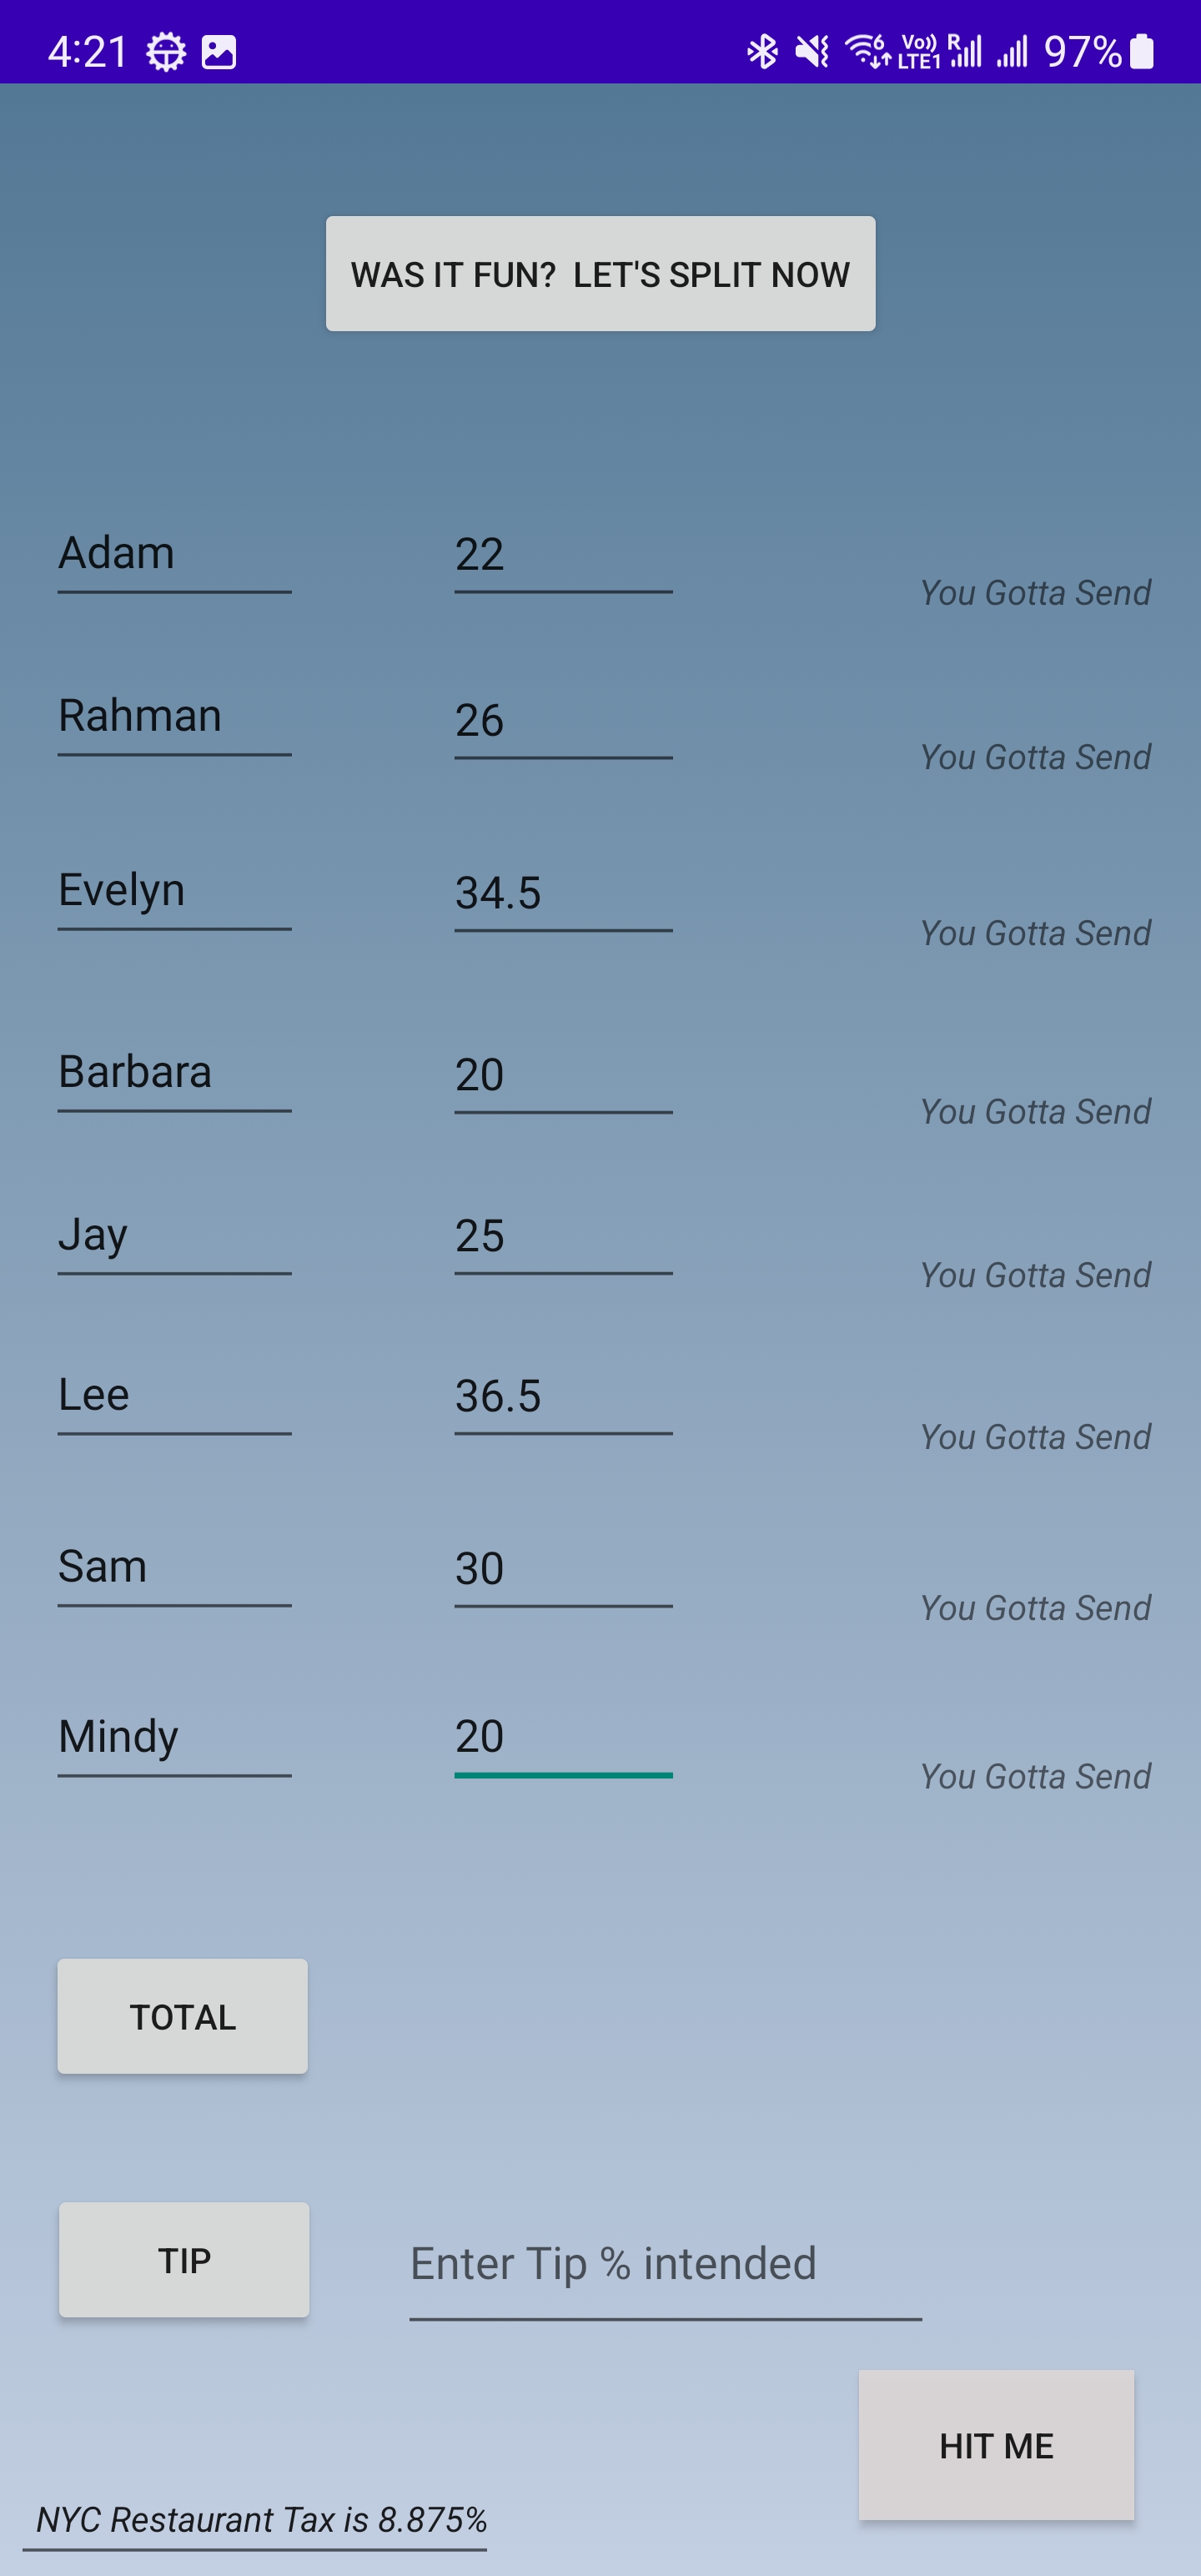 4:21 6 Vo)) LTE1 R 97%
WAS IT FUN?  LET'S SPLIT NOW
Adam 22 You Gotta Send
Rahman 26 You Gotta Send
Evelyn 34.5 You Gotta Send
Barbara 20 You Gotta Send
Jay 25 You Gotta Send
Lee 36.5 You Gotta Send
Sam 30 You Gotta Send
Mindy 20 You Gotta Send
TOTAL
TIP Enter Tip % intended
HIT ME
NYC Restaurant Tax is 8.875%